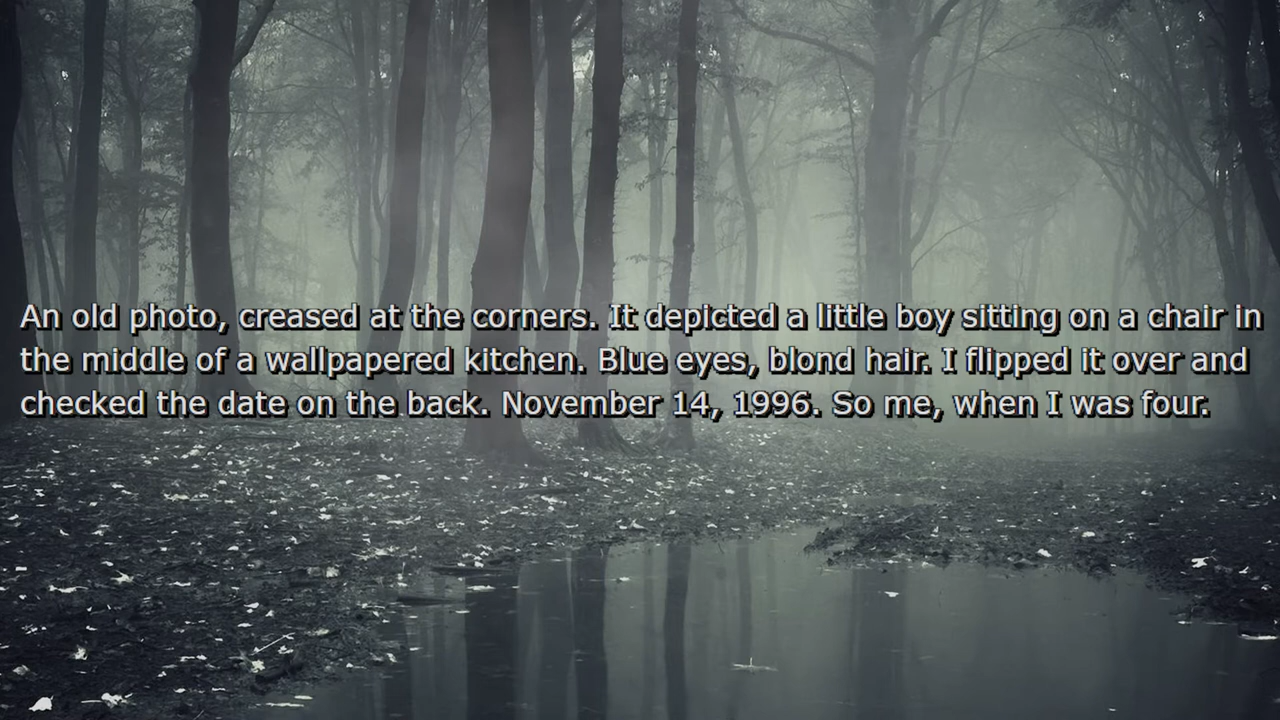 An old photo, creased at the corners. It depicted a little boy sitting on a chair in
the middle of a wallpapered kitchen. Blue eyes, blond hair. I flipped it over and
checked the date on the back. November 14, 1996. So me, when I was four.